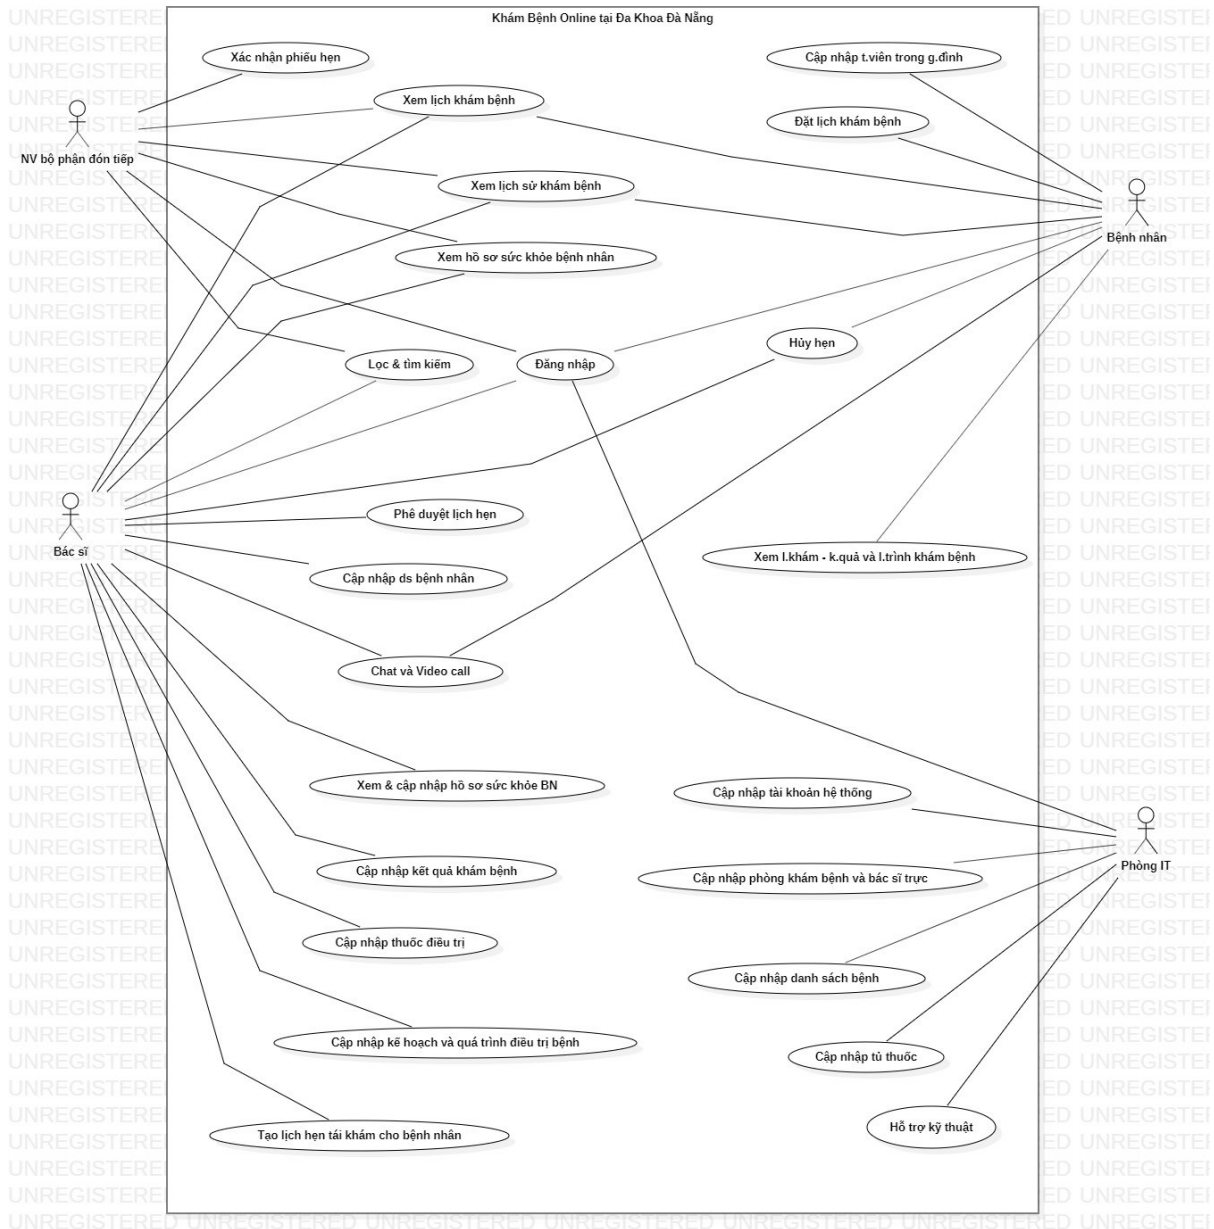 Khám Bệnh Online tại Đa Khoa Đà Nẵng
Xác nhận phiếu hẹn
Cập nhập t.viên trong g.đình
Xem lịch khám bệnh
Đặt lịch khám bệnh
NV bộ phận đón tiếp
Xem lịch sử khám bệnh
Bệnh nhân
Xem hồ sơ sức khỏe bệnh nhân
Hủy hẹn
Lọc & tìm kiếm
Đăng nhập
Phê duyệt lịch hẹn
Bác sĩ
Xem l.khám - k.quả và l.trình khám bệnh
Cập nhập ds bệnh nhân
Chat và Video call
Xem & cập nhập hồ sơ sức khỏe BN
Cập nhập tài khoản hệ thống
Phòng IT
Cập nhập kết quả khám bệnh
Cập nhập phòng khám bệnh và bác sĩ trực
Cập nhập thuốc điều trị
Cập nhập danh sách bệnh
Cập nhập kế hoạch và quá trình điều trị bệnh
Cập nhập tủ thuốc
Hỗ trợ kỹ thuật
Tạo lịch hẹn tái khám cho bệnh nhân
UNREGISTERED UNREGISTERED UNREGISTERED UNREGISTERED UNREGISTERED UNREGISTERED